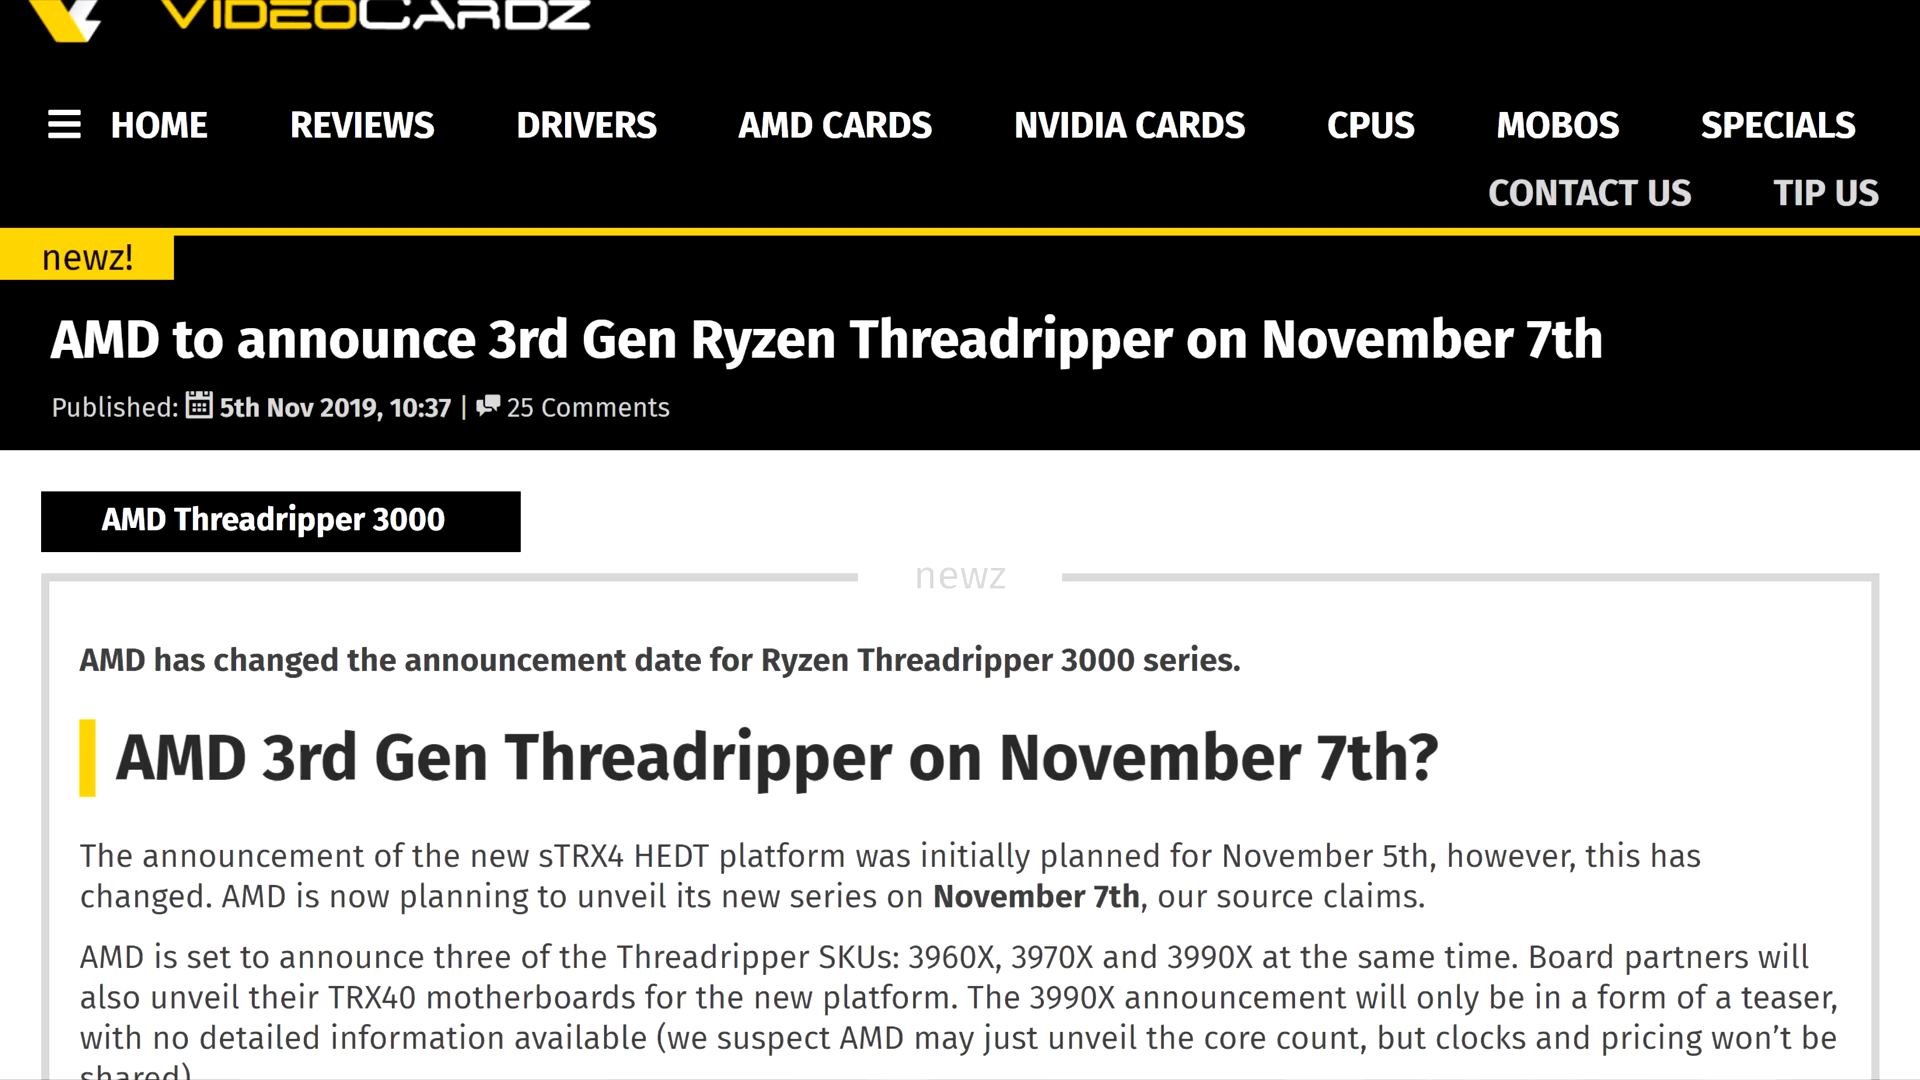 VIDEOCARDZ
HOME REVIEWS DRIVERS AMD CARDS NVIDIA CARDS CPUS MOBOS SPECIALS
CONTACT US TIP US
newz!
AMD to announce 3rd Gen Ryzen Threadripper on November 7th
Published: 5th Nov 2019, 10:37 | 25 Comments
AMD Threadripper 3000
newz
AMD has changed the announcement date for Ryzen Threadripper 3000 series.
AMD 3rd Gen Threadripper on November 7th?
The announcement of the new sTRX4 HEDT platform was initially planned for November 5th, however, this has
changed. AMD is now planning to unveil its new series on November 7th, our source claims.
AMD is set to announce three of the Threadripper SKUs: 3960X, 3970X and 3990X at the same time. Board partners will
also unveil their TRX40 motherboards for the new platform. The 3990X announcement will only be in a form of a teaser,
with no detailed information available (we suspect AMD may just unveil the core count, but clocks and pricing won’t be
shared)